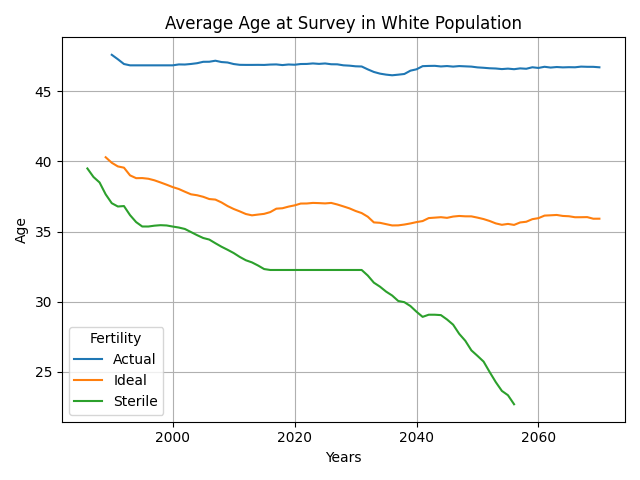 Average Age at Survey in White Population
Age
45
40
35
30
25
Fertility
Actual
Ideal
Sterile
2000
2020
2040
2060
Years